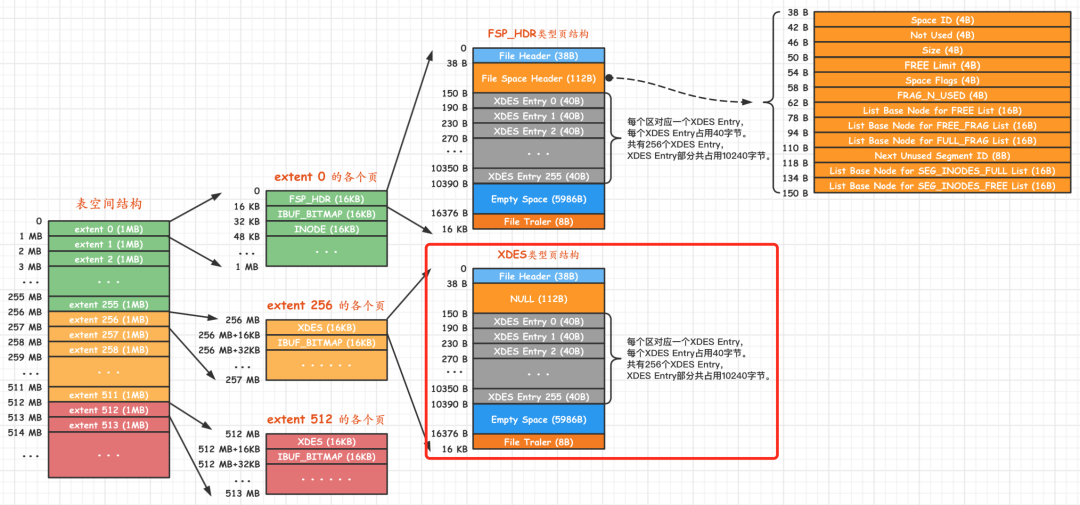 表空间结构
0
1 MB
2 MB
3 MB
...
255 MB
256 MB
257 MB
258 MB
259 MB
...
511 MB
512 MB
513 MB
514 MB
...
extent 0 (1MB)
extent 1 (1MB)
extent 2 (1MB)
...
extent 255 (1MB)
extent 256 (1MB)
extent 257 (1MB)
extent 258 (1MB)
...
extent 511 (1MB)
extent 512 (1MB)
extent 513 (1MB)
...
extent 0 的各个页
0
16 KB
32 KB
48 KB
...
1 MB
FSP_HDR (16KB)
IBUF_BITMAP (16KB)
INODE (16KB)
...
extent 256 的各个页
256 MB
256 MB+16KB
256 MB+32KB
...
257 MB
XDES (16KB)
IBUF_BITMAP (16KB)
......
extent 512 的各个页
512 MB
512 MB+16KB
512 MB+32KB
...
513 MB
XDES (16KB)
IBUF_BITMAP (16KB)
......
FSP_HDR类型页结构
0
38 B
150 B
190 B
230 B
270 B
...
10350 B
10390 B
16376 B
16 KB
File Header (38B)
File Space Header (112B)
XDES Entry 0 (40B)
XDES Entry 1 (40B)
XDES Entry 2 (40B)
...
XDES Entry 255 (40B)
Empty Space (5986B)
File Traler (8B)
每个区对应一个XDES Entry，
每个XDES Entry占用40字节。
共有256个XDES Entry，
XDES Entry部分共占用10240字节。
38 B
42 B
46 B
50 B
54 B
58 B
62 B
78 B
94 B
110 B
118 B
134 B
150 B
Space ID (4B)
Not Used (4B)
Size (4B)
FREE Limit (4B)
Space Flags (4B)
FRAG_N_USED (4B)
List Base Node for FREE List (16B)
List Base Node for FREE_FRAG List (16B)
List Base Node for FULL_FRAG List (16B)
Next Unused Segment ID (8B)
List Base Node for SEG_INODES_FULL List (16B)
List Base Node for SEG_INODES_FREE List (16B)
XDES类型页结构
0
38 B
150 B
190 B
230 B
270 B
...
10350 B
10390 B
16376 B
16 KB
File Header (38B)
NULL (112B)
XDES Entry 0 (40B)
XDES Entry 1 (40B)
XDES Entry 2 (40B)
...
XDES Entry 255 (40B)
Empty Space (5986B)
File Traler (8B)
每个区对应一个XDES Entry，
每个XDES Entry占用40字节。
共有256个XDES Entry，
XDES Entry部分共占用10240字节。